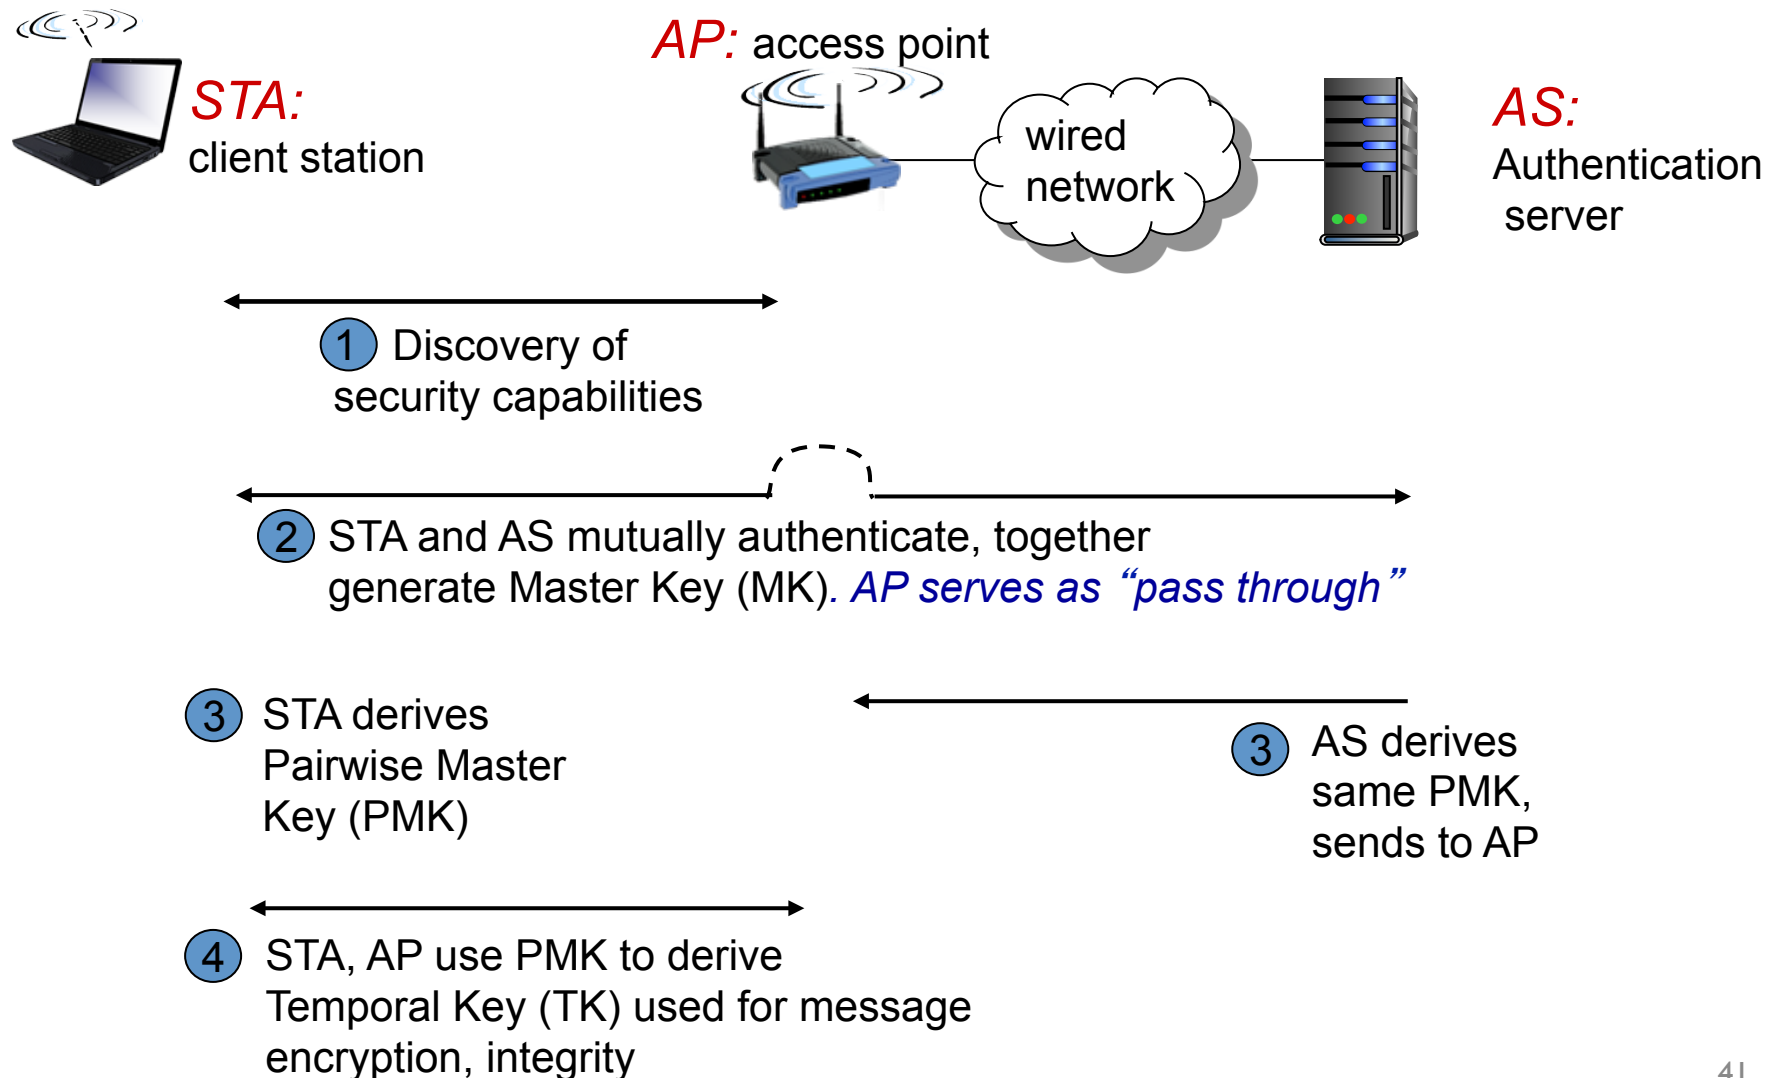 AP: access point
STA:
client station
wired
network
AS:
Authentication
server
1 Discovery of
security capabilities
2 STA and AS mutually authenticate, together
generate Master Key (MK). AP serves as “pass through”
3 STA derives
Pairwise Master
Key (PMK)
3 AS derives
same PMK,
sends to AP
4 STA, AP use PMK to derive
Temporal Key (TK) used for message
encryption, integrity
41